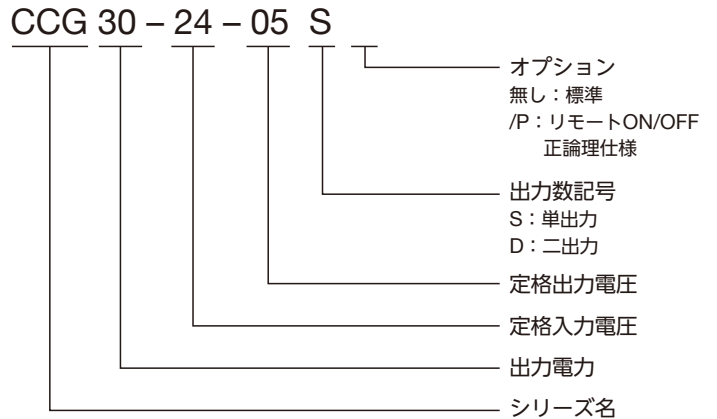 CCG 30 – 24 – 05 S
オプション
無し：標準
/P：リモートON/OFF
正論理仕様
出力数記号
S：単出力
D：二出力
定格出力電圧
定格入力電圧
出力電力
シリーズ名